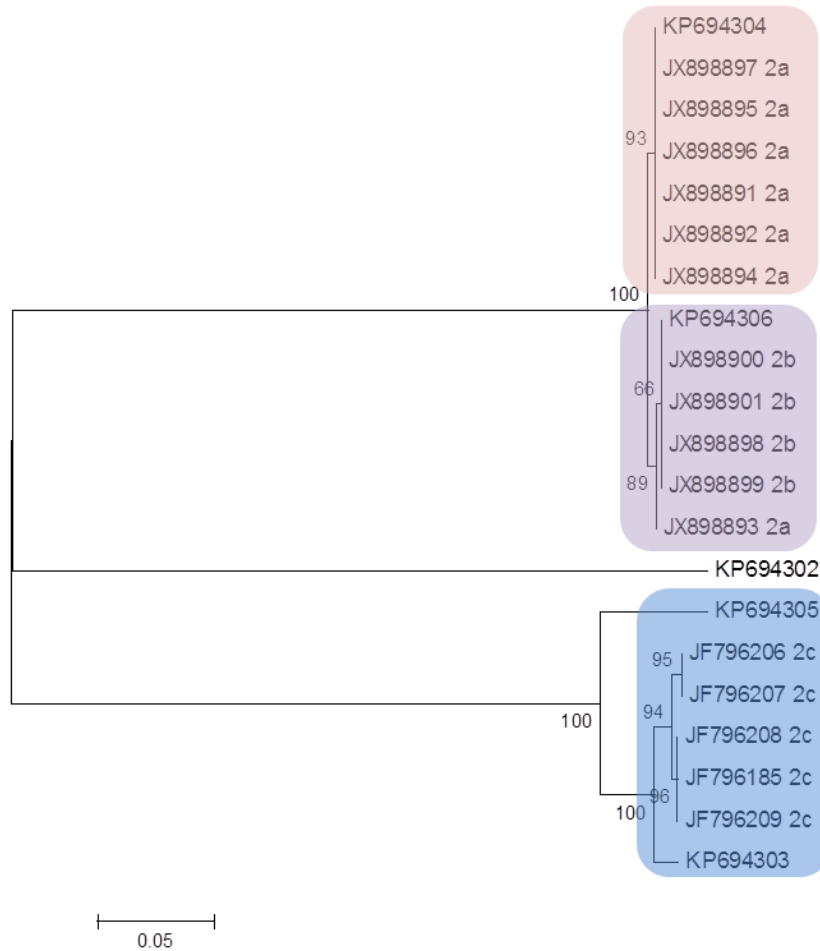 KP694304
JX898897 2a
JX898895 2a
93
JX898896 2a
JX898891 2a
JX898892 2a
JX898894 2a
100
KP694306
JX898900 2b
66
JX898901 2b
JX898898 2b
89
JX898899 2b
JX898893 2a
KP694302
KP694305
95
JF796206 2c
JF796207 2c
94
JF796208 2c
100
JF796185 2c
96
100
JF796209 2c
KP694303
0.05